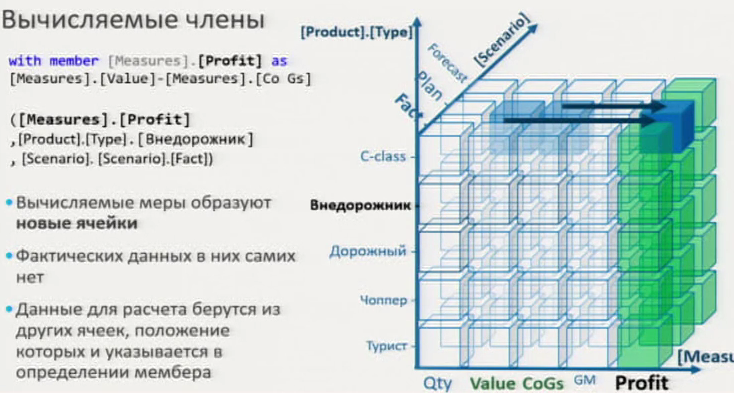 Вычисляемые члены
with member [Measures].[Profit] as
[Measures].[Value]-[Measures].[Co Gs]
([Measures].[Profit]
,[Product].[Type]. [Внедорожник]
, [Scenario]. [Scenario].[Fact])
Вычисляемые меры образуют
новые ячейки
Фактических данных в них самих
нет
Данные для расчета берутся из
других ячеек, положение
которых и указывается в
определении мембера
[Product].[Type]
[Scenario]
Forecast
Plan
Fact
C-class
Внедорожник
Дорожный
Чоппер
Турист
[Measu
Qty Value CoGs GM Profit